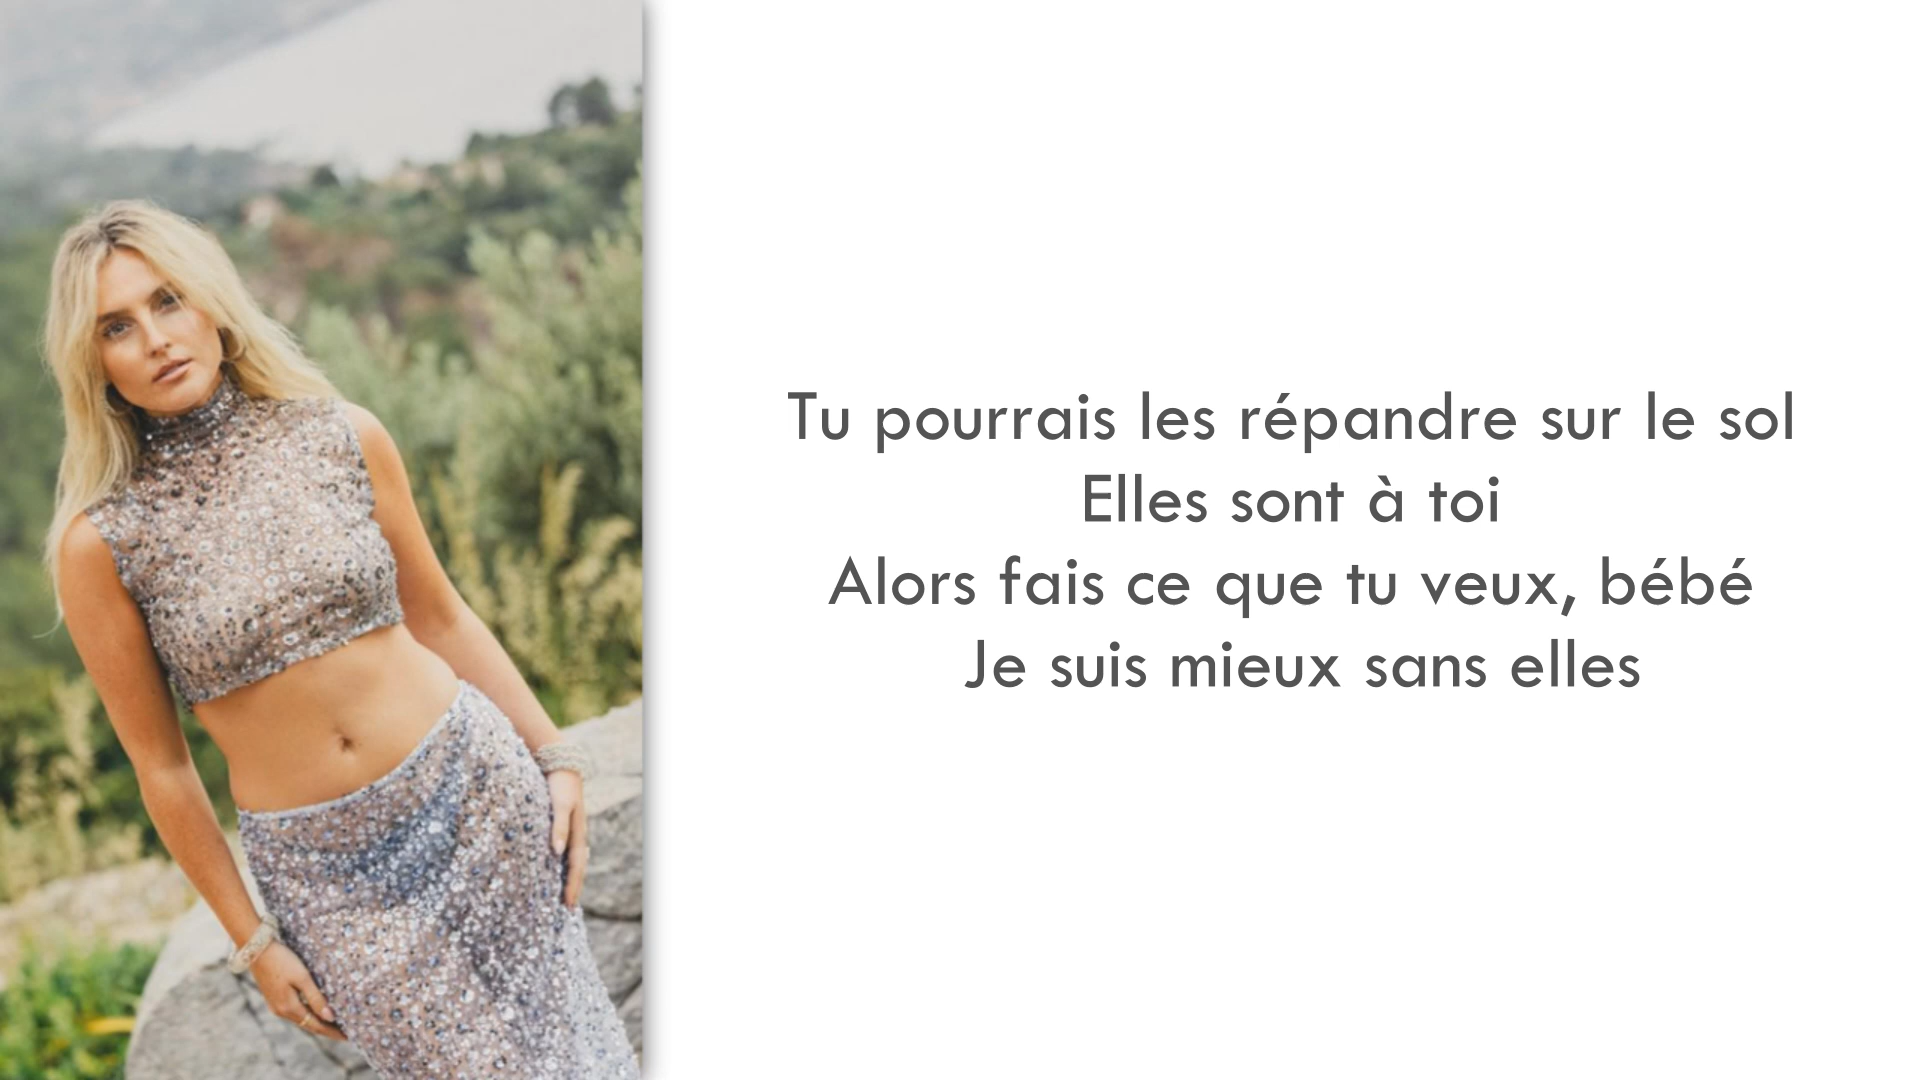 Tu pourrais les répandre sur le sol
Elles sont à toi
Alors fais ce que tu veux, bébé
Je suis mieux sans elles